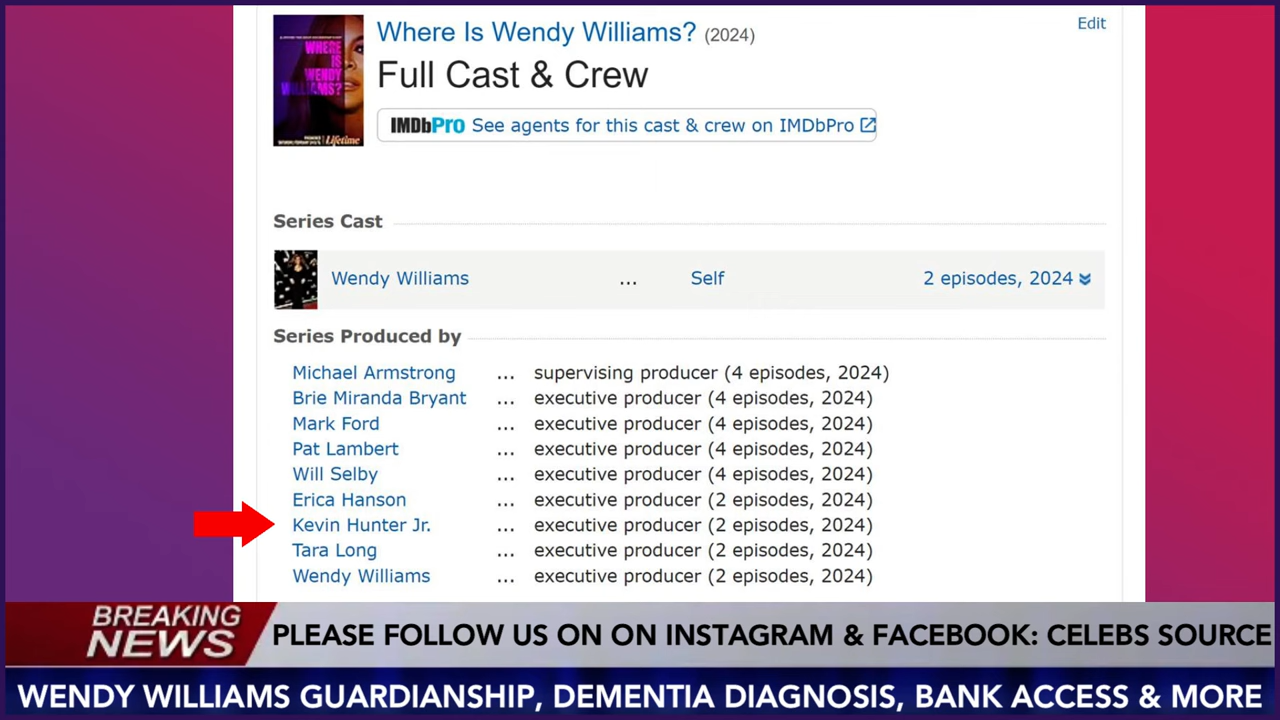 Where Is Wendy Williams? (2024)
Edit
Full Cast & Crew
IMDbPro See agents for this cast & crew on IMDbPro
WHERE
IS
WENDY
WILLIAMS?
Lifetime
Series Cast
Wendy Williams ... Self 2 episodes, 2024
Series Produced by
Michael Armstrong ... supervising producer (4 episodes, 2024)
Brie Miranda Bryant ... executive producer (4 episodes, 2024)
Mark Ford ... executive producer (4 episodes, 2024)
Pat Lambert ... executive producer (4 episodes, 2024)
Will Selby ... executive producer (4 episodes, 2024)
Erica Hanson ... executive producer (2 episodes, 2024)
Kevin Hunter Jr. ... executive producer (2 episodes, 2024)
Tara Long ... executive producer (2 episodes, 2024)
Wendy Williams ... executive producer (2 episodes, 2024)
BREAKING
NEWS
PLEASE FOLLOW US ON ON INSTAGRAM & FACEBOOK: CELEBS SOURCE
WENDY WILLIAMS GUARDIANSHIP, DEMENTIA DIAGNOSIS, BANK ACCESS & MORE